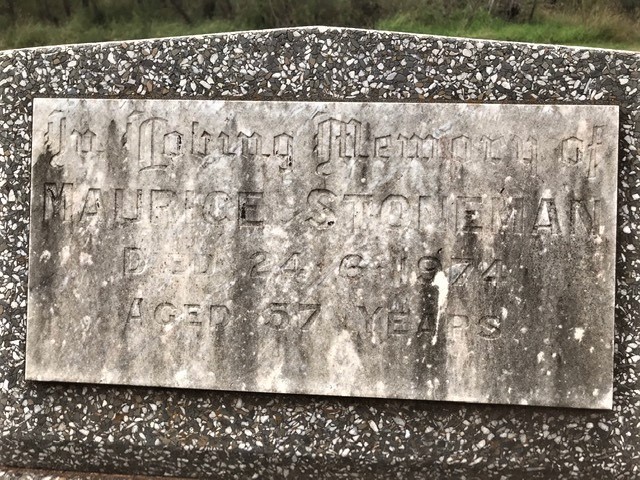 In Loving Memory of
MAURICE STONEMAN
DIED 24·6·1974
AGED 57 YEARS